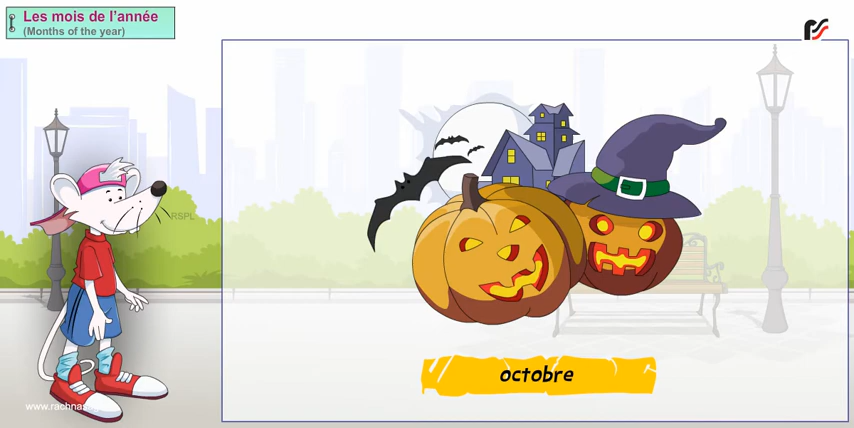 Les mois de l'année
(Months of the year)
RSPL
octobre